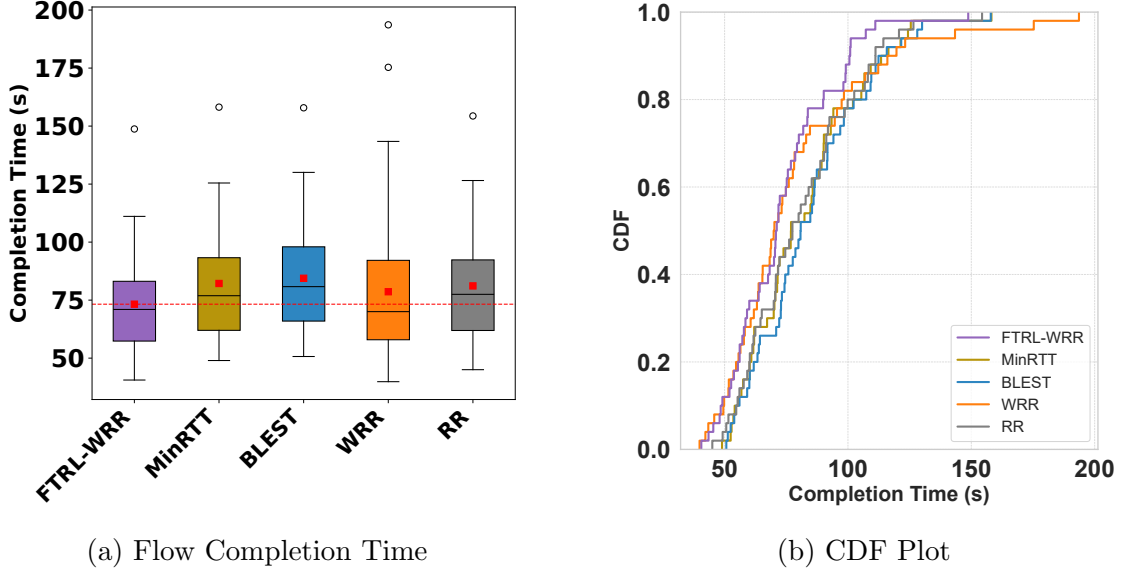 200
175
150
125
100
75
50
Completion Time (s)
FTRL-WRR
MinRTT
BLEST
WRR
RR
(a) Flow Completion Time
1.0
0.8
0.6
0.4
0.2
0.0
CDF
50
100
150
200
Completion Time (s)
FTRL-WRR
MinRTT
BLEST
WRR
RR
(b) CDF Plot